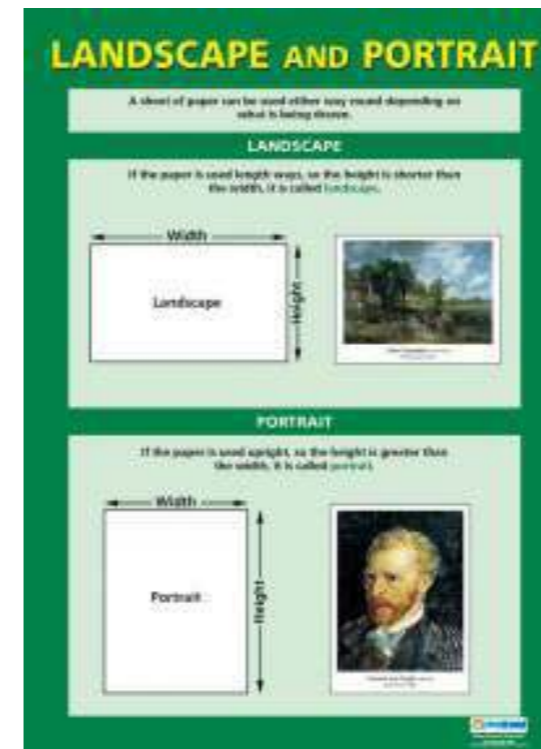 LANDSCAPE AND PORTRAIT
A sheet of paper can be used either way round depending on
what is being drawn.
LANDSCAPE
If the paper is used length ways, so the height is shorter than
the width, it is called landscape.
Width
Landscape
Height
PORTRAIT
If the paper is used upright, so the height is greater than
the width, it is called portrait.
Width
Portrait
Height